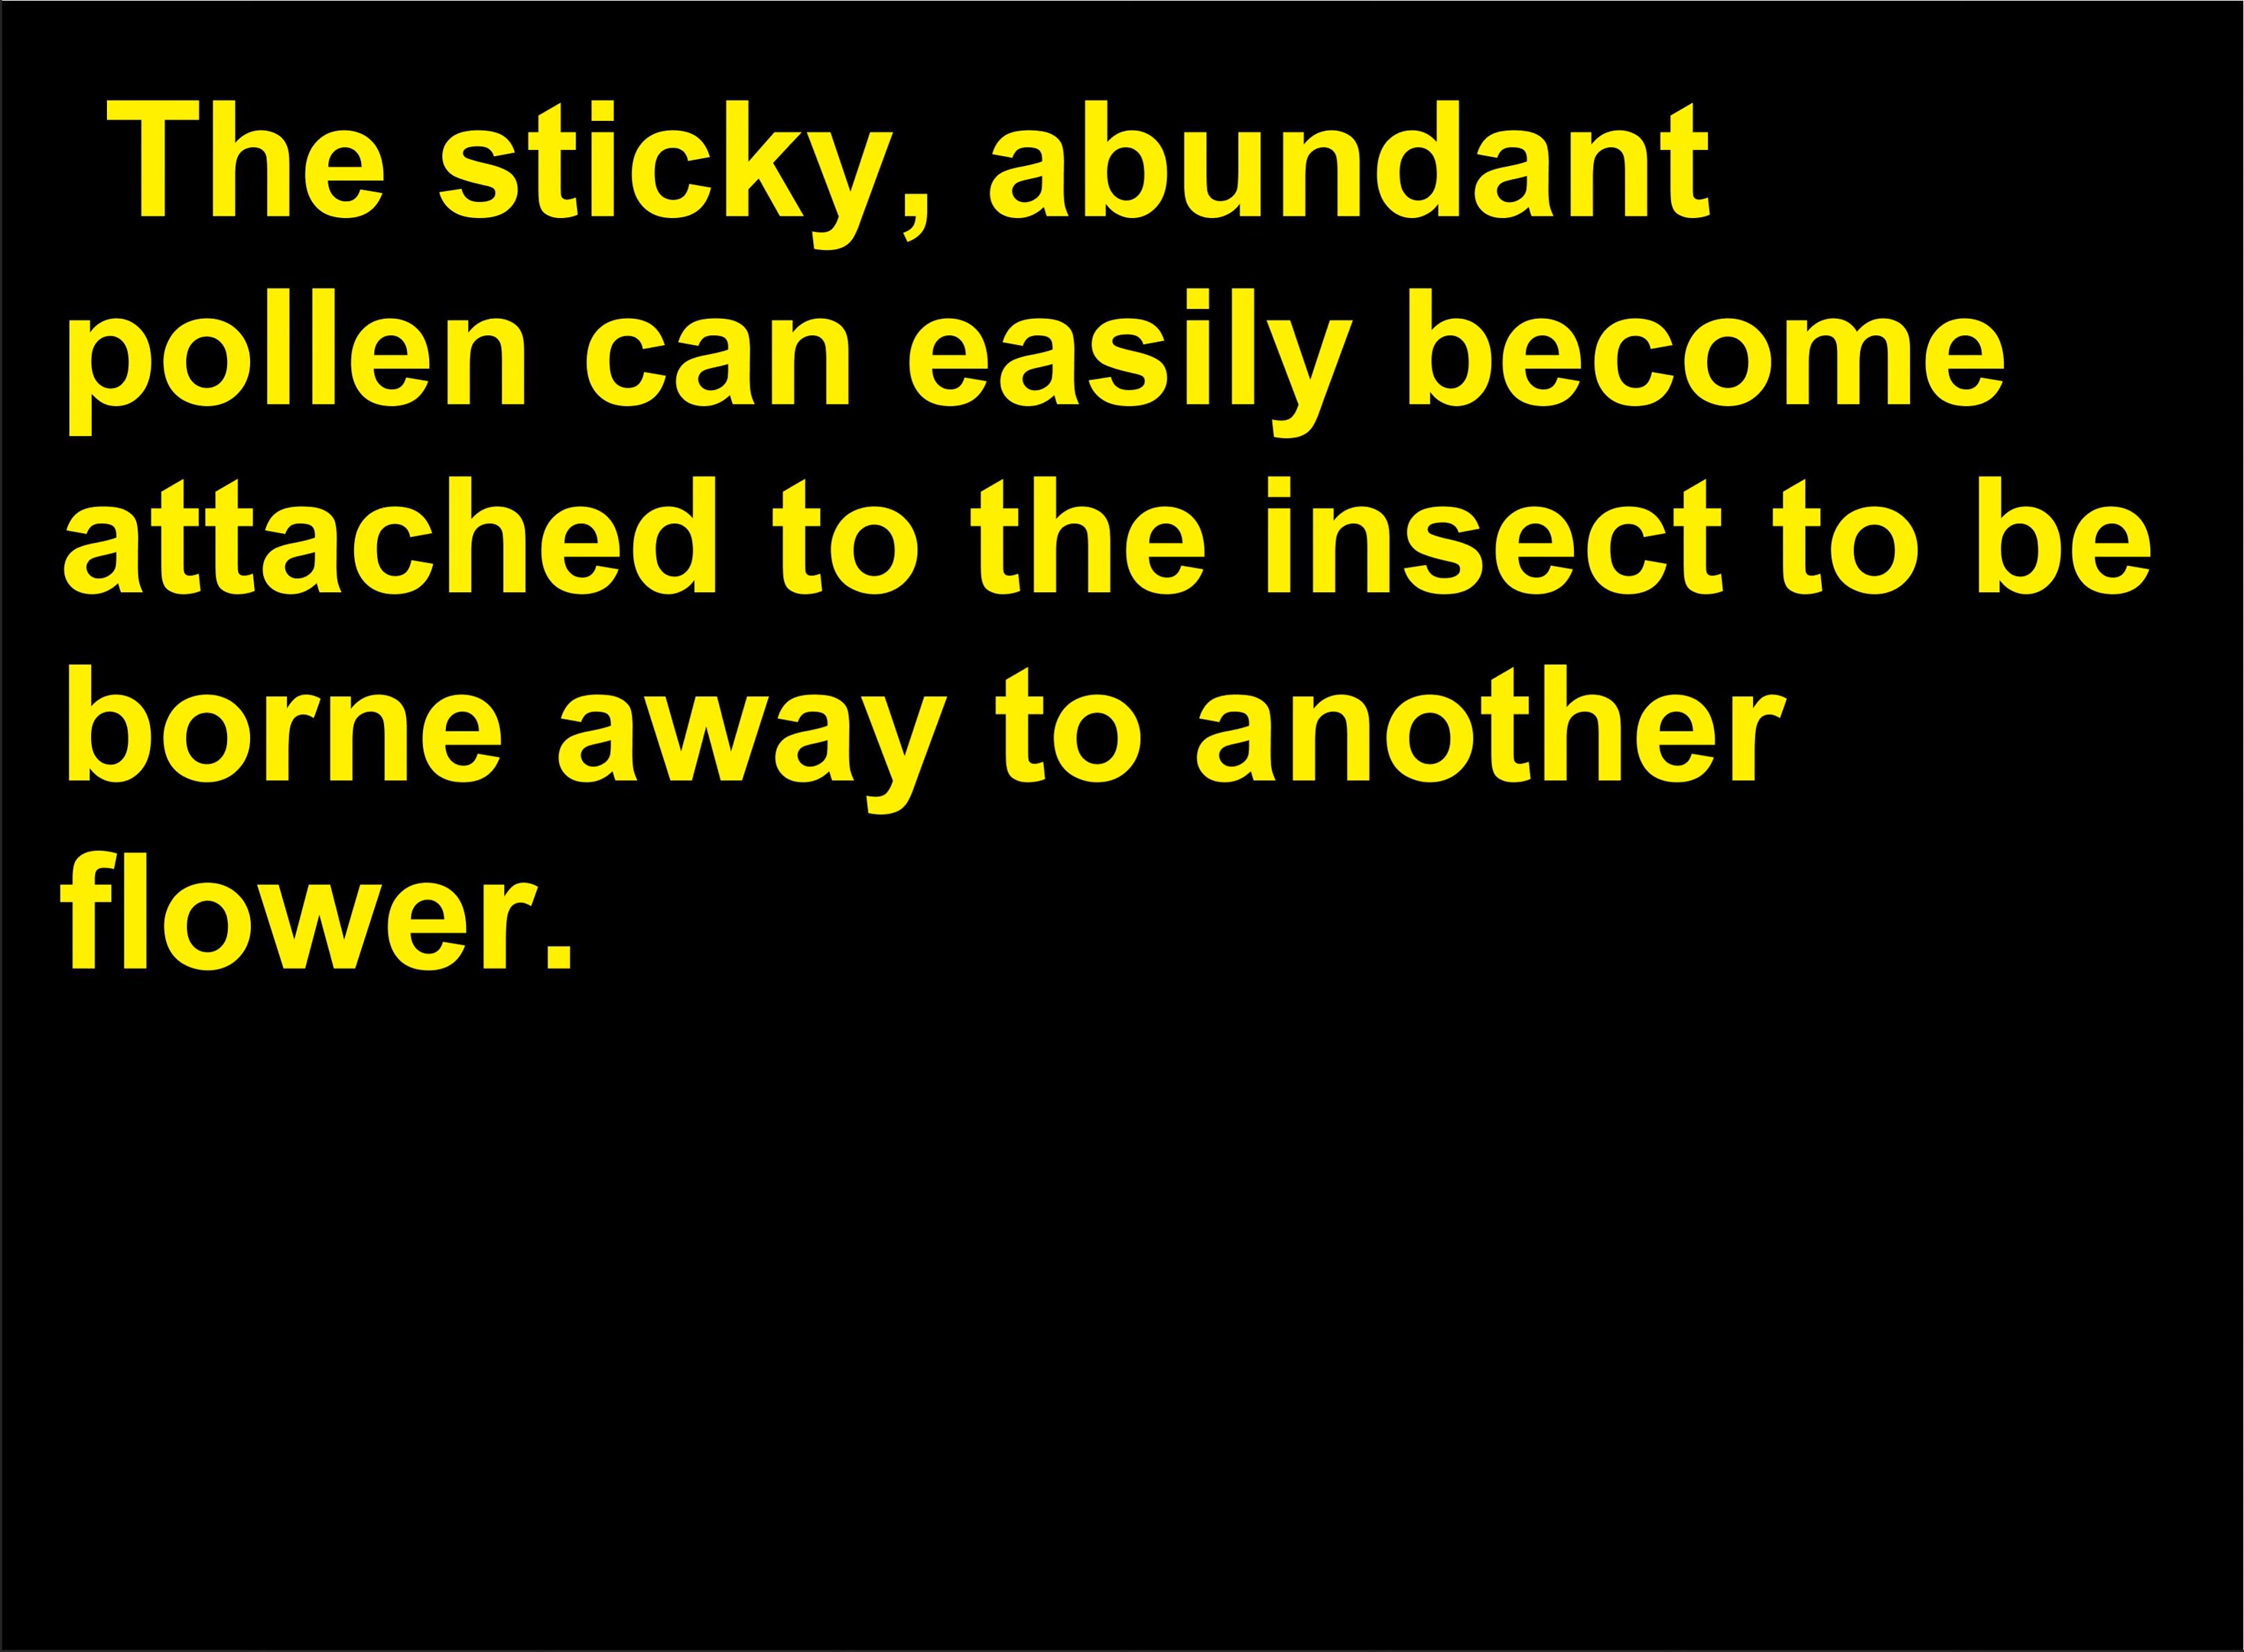 The sticky, abundant
pollen can easily become
attached to the insect to be
borne away to another
flower.